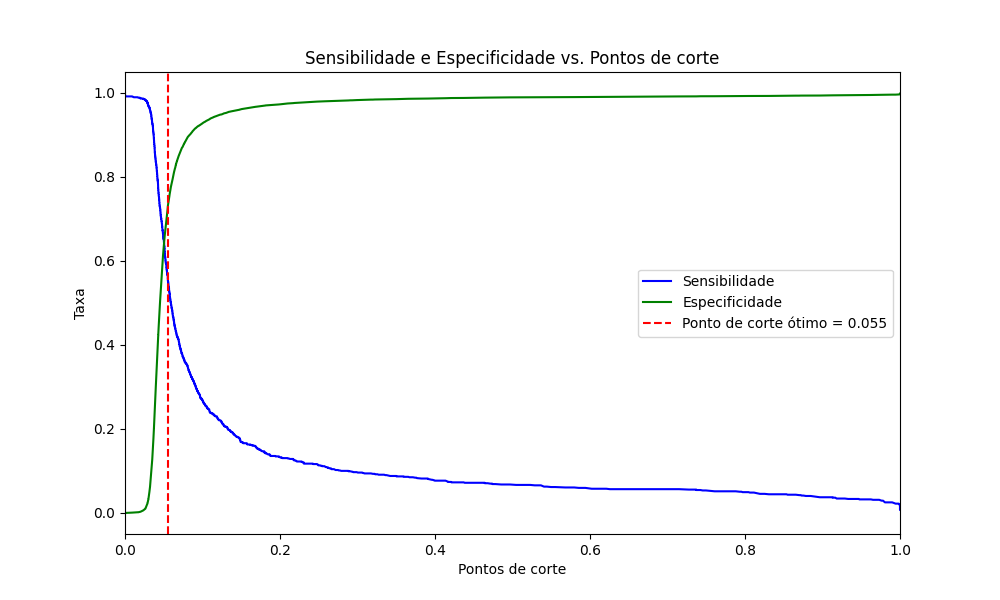 Sensibilidade e Especificidade vs. Pontos de corte
1.0
0.8
0.6
0.4
0.2
0.0
Taxa
Sensibilidade
Especificidade
Ponto de corte ótimo = 0.055
0.0 0.2 0.4 0.6 0.8 1.0
Pontos de corte